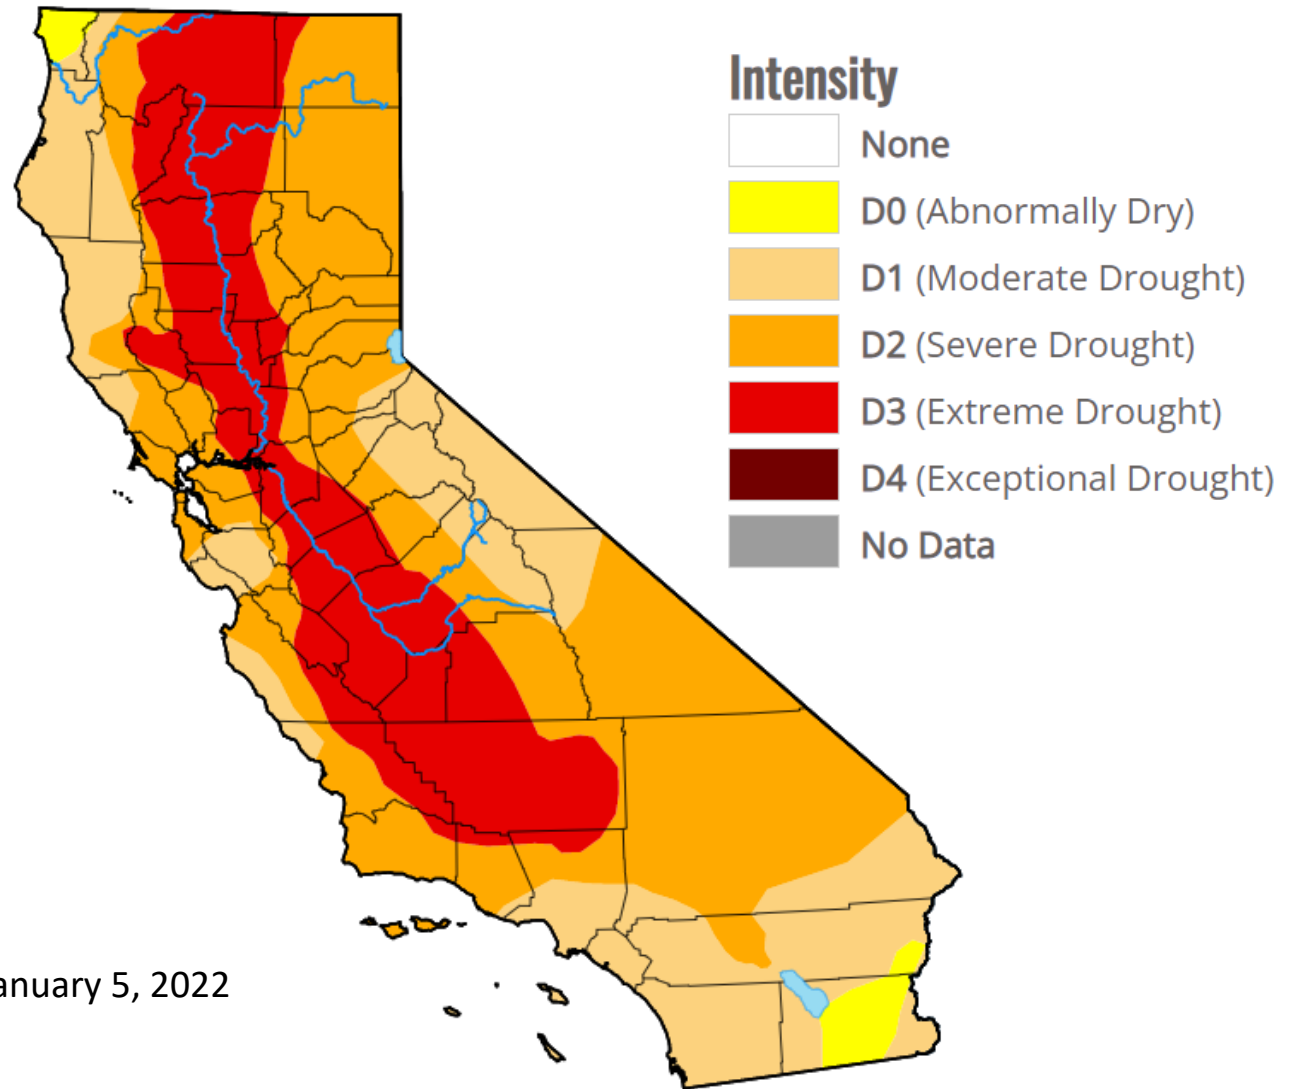 Intensity
None
D0 (Abnormally Dry)
D1 (Moderate Drought)
D2 (Severe Drought)
D3 (Extreme Drought)
D4 (Exceptional Drought)
No Data
anuary 5, 2022